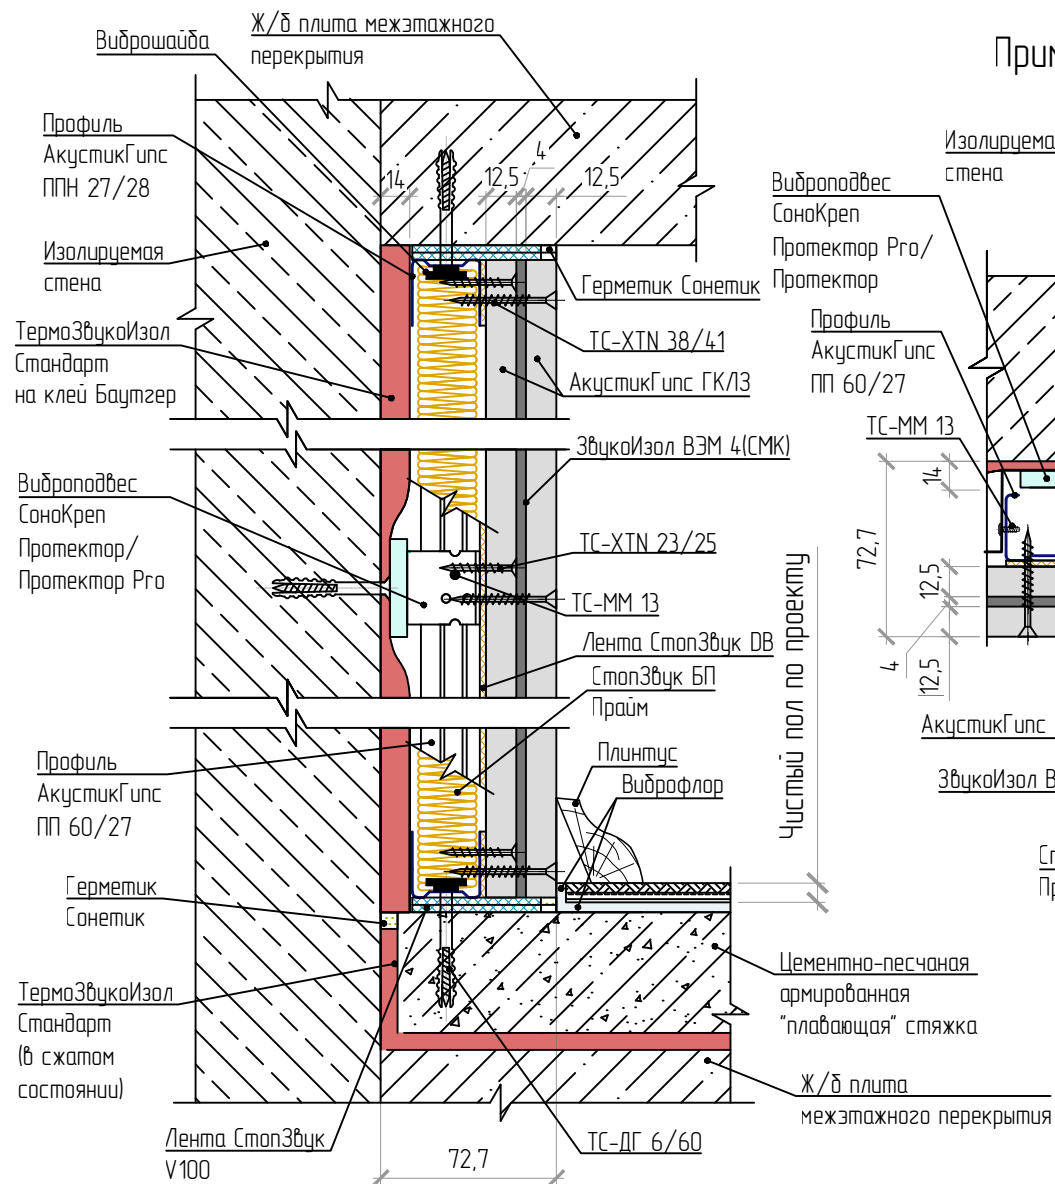 Виброшайба
Ж/б плита межэтажного
перекрытия
Профиль
АкустикГипс
ППН 27/28
Изолируемая
стена
ТермоЗвукоИзол
Стандарт
на клей Баутгер
Виброподвес
СоноКреп
Протектор/
Протектор Pro
Профиль
АкустикГипс
ПП 60/27
Герметик
Сонетик
ТермоЗвукоИзол
Стандарт
(в сжатом
состоянии)
Лента СтопЗвук
V100
14
12,5
4
12,5
Герметик Сонетик
ТС-XTN 38/41
АкустикГипс ГКЛЗ
ЗвукоИзол ВЭМ 4(СМК)
ТС-XTN 23/25
ТС-ММ 13
Лента СтопЗвук DB
СтопЗвук БП
Прайм
Плинтус
Виброфлор
Чистый пол по проекту
Цементно-песчаная
армированная
"плавающая" стяжка
Ж/б плита
межэтажного перекрытия
ТС-ДГ 6/60
72,7
Прим
Изолируема
стена
Виброподвес
СоноКреп
Протектор Pro/
Протектор
Профиль
АкустикГипс
ПП 60/27
ТС-ММ 13
14
72,7
12,5
4
12,5
АкустикГипс
ЗвукоИзол В
Ст
Пр